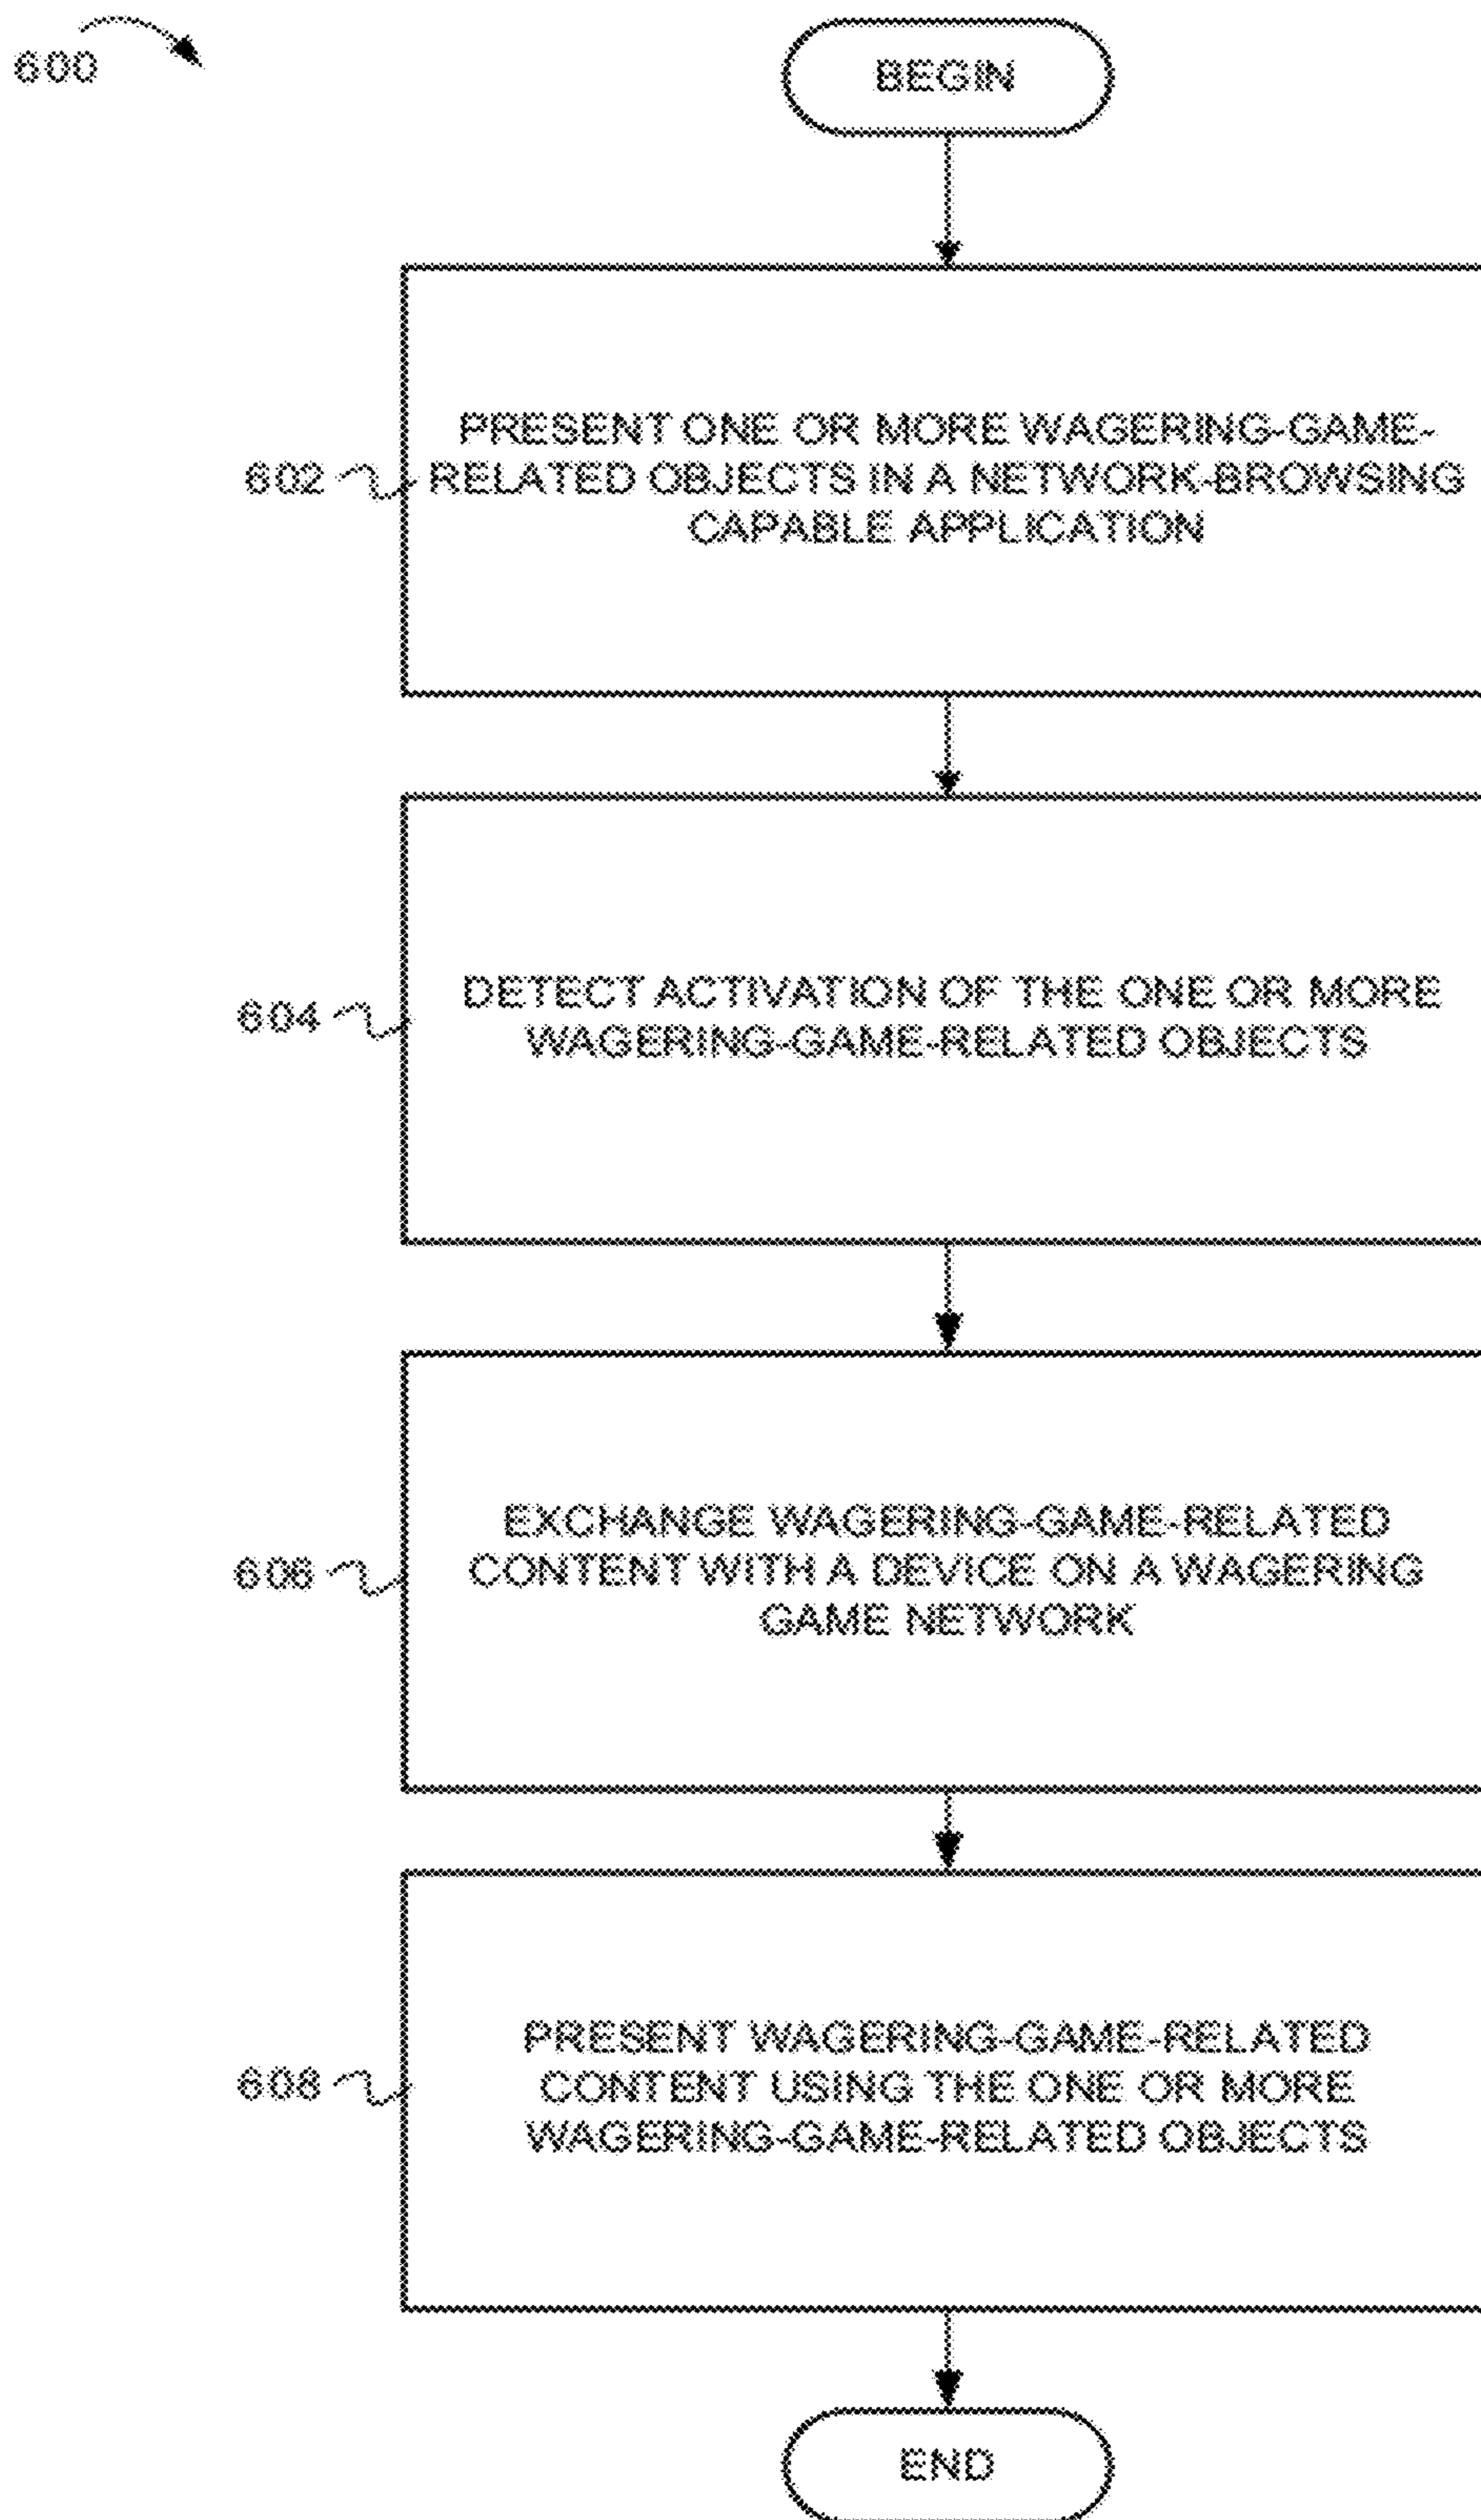 600
BEGIN
PRESENT ONE OR MORE WAGERING-GAME-
602 RELATED OBJECTS IN A NETWORK-BROWSING
CAPABLE APPLICATION
DETECT ACTIVATION OF THE ONE OR MORE
604
WAGERING-GAME-RELATED OBJECTS
EXCHANGE WAGERING-GAME-RELATED
606 CONTENT WITH A DEVICE ON A WAGERING
GAME NETWORK
PRESENT WAGERING-GAME-RELATED
608 CONTENT USING THE ONE OR MORE
WAGERING-GAME-RELATED OBJECTS
END